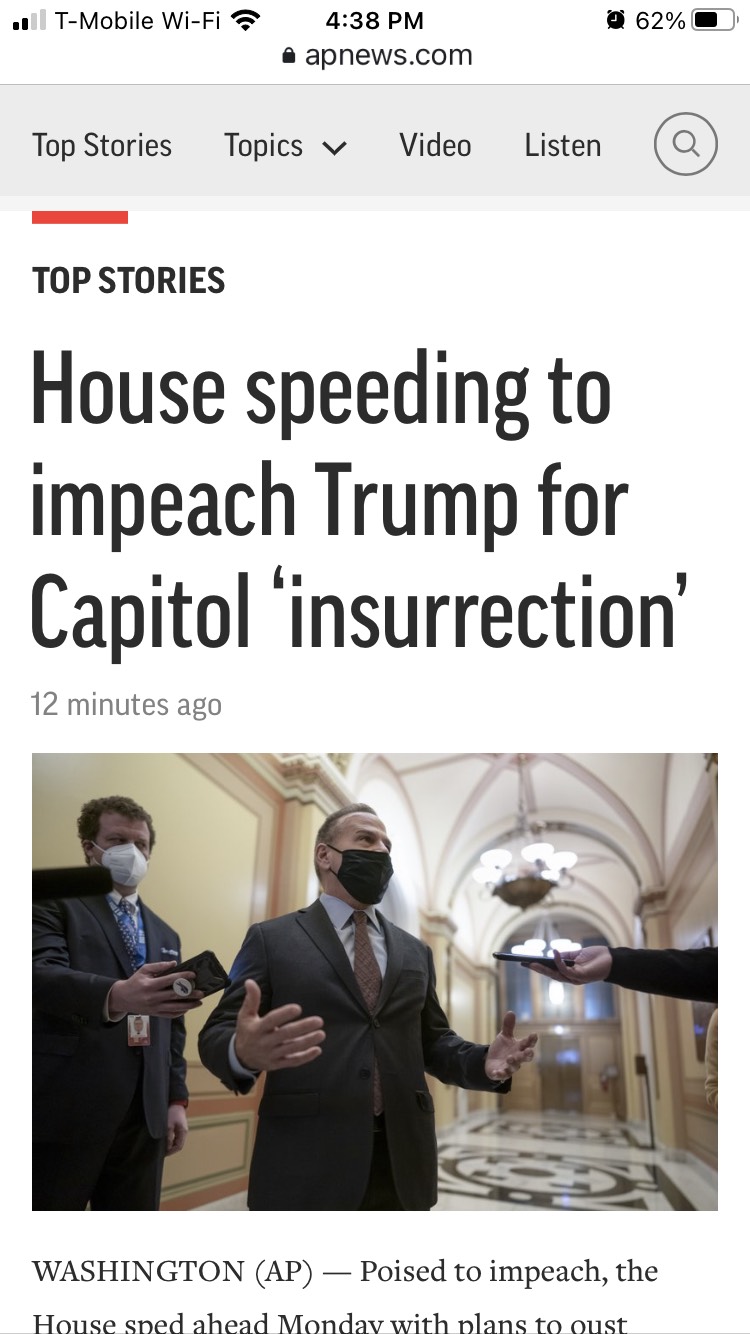 T-Mobile Wi-Fi 4:38 PM 62%
apnews.com
Top Stories Topics Video Listen
TOP STORIES
House speeding to
impeach Trump for
Capitol ‘insurrection’
12 minutes ago
WASHINGTON (AP) — Poised to impeach, the
House sped ahead Monday with plans to oust